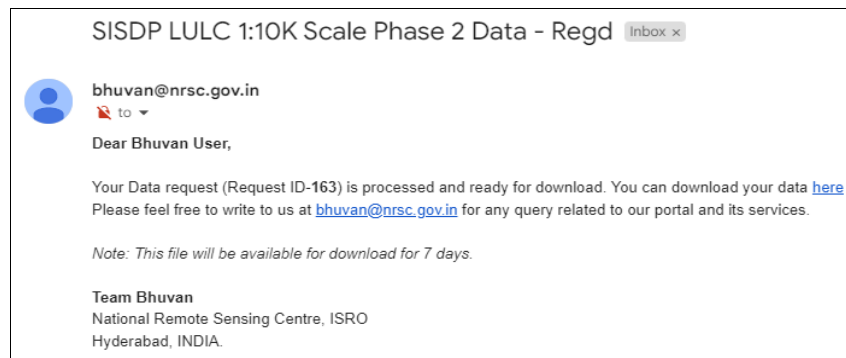 SISDP LULC 1:10K Scale Phase 2 Data - Regd Inbox ×
bhuvan@nrsc.gov.in
to
Dear Bhuvan User,
Your Data request (Request ID-163) is processed and ready for download. You can download your data here
Please feel free to write to us at bhuvan@nrsc.gov.in for any query related to our portal and its services.
Note: This file will be available for download for 7 days.
Team Bhuvan
National Remote Sensing Centre, ISRO
Hyderabad, INDIA.